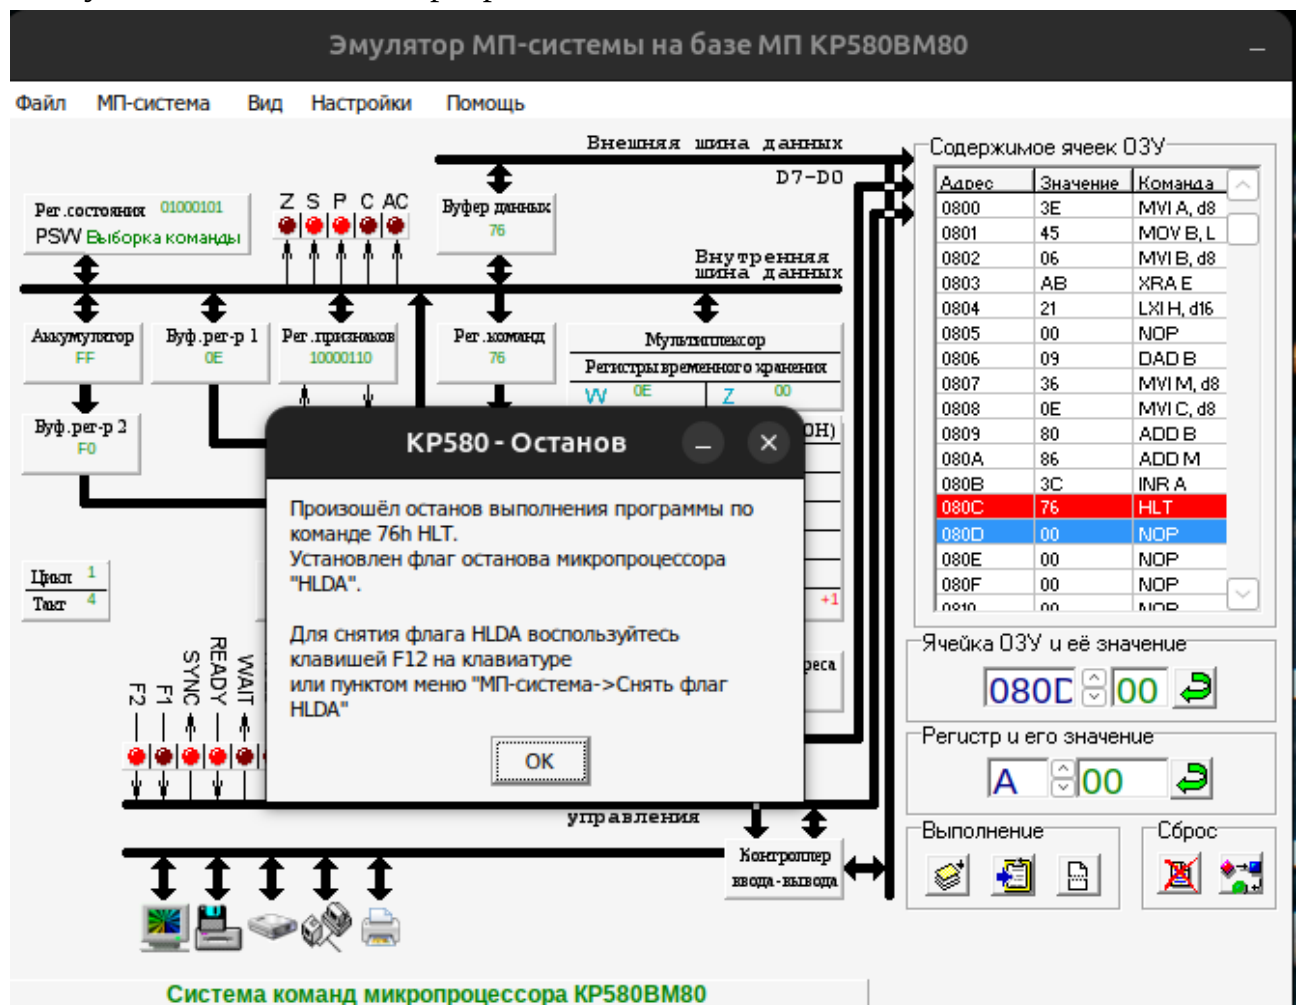 Эмулятор МП-системы на базе МП КР580ВМ80
Файл МП-система Вид Настройки Помощь
Внешняя шина данных
D7-D0
Рег.состояния 01000101
PSW Выборка команды
Z S P C AC
Буфер данных
76
Внутренняя
шина данных
Аккумулятор
FF
Буф.рег-р 1
0E
Рег.признаков
10000110
Рег.команд
76
Мультиплексор
Регистры временного хранения
W 0E Z 00
Буф.рег-р 2
F0
ОН)
Цикл 1
Такт 4
+1
реса
F2 F1 SYNC READY WAIT
управления
Контроллер
ввода-вывода
КР580 - Останов
Произошёл останов выполнения программы по
команде 76h HLT.
Установлен флаг останова микропроцессора
"HLDA".
Для снятия флага HLDA воспользуйтесь
клавишей F12 на клавиатуре
или пунктом меню "МП-система->Снять флаг
HLDA"
OK
Содержимое ячеек ОЗУ
Адрес Значение Команда
0800 3E MVI A, d8
0801 45 MOV B, L
0802 06 MVI B, d8
0803 AB XRA E
0804 21 LXI H, d16
0805 00 NOP
0806 09 DAD B
0807 36 MVI M, d8
0808 0E MVI C, d8
0809 80 ADD B
080A 86 ADD M
080B 3C INR A
080C 76 HLT
080D 00 NOP
080E 00 NOP
080F 00 NOP
0810 00 NOP
Ячейка ОЗУ и её значение
080D 00
Регистр и его значение
A 00
Выполнение
Сброс
Система команд микропроцессора КР580ВМ80